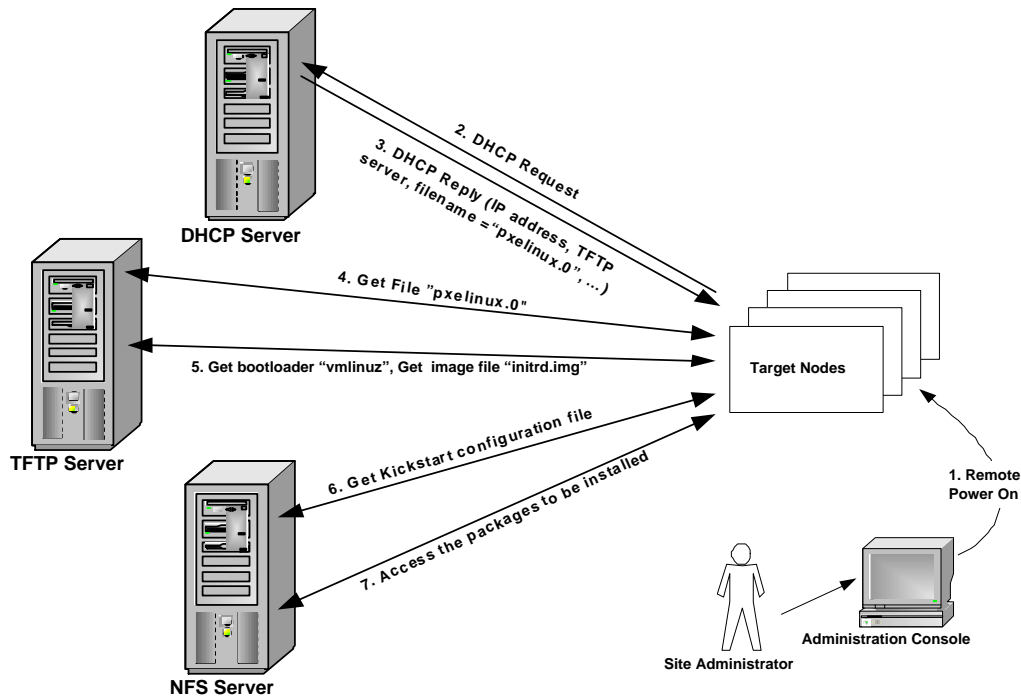 2. DHCP Request
3. DHCP Reply (IP address, TFTP
server, filename =“pxelinux.0”, ...)
DHCP Server
4. Get File "pxelinux.0"
5. Get bootloader “vmlinuz”, Get image file “initrd.img”
TFTP Server
Target Nodes
6. Get Kickstart configuration file
7. Access the packages to be installed
NFS Server
1. Remote
Power On
Administration Console
Site Administrator